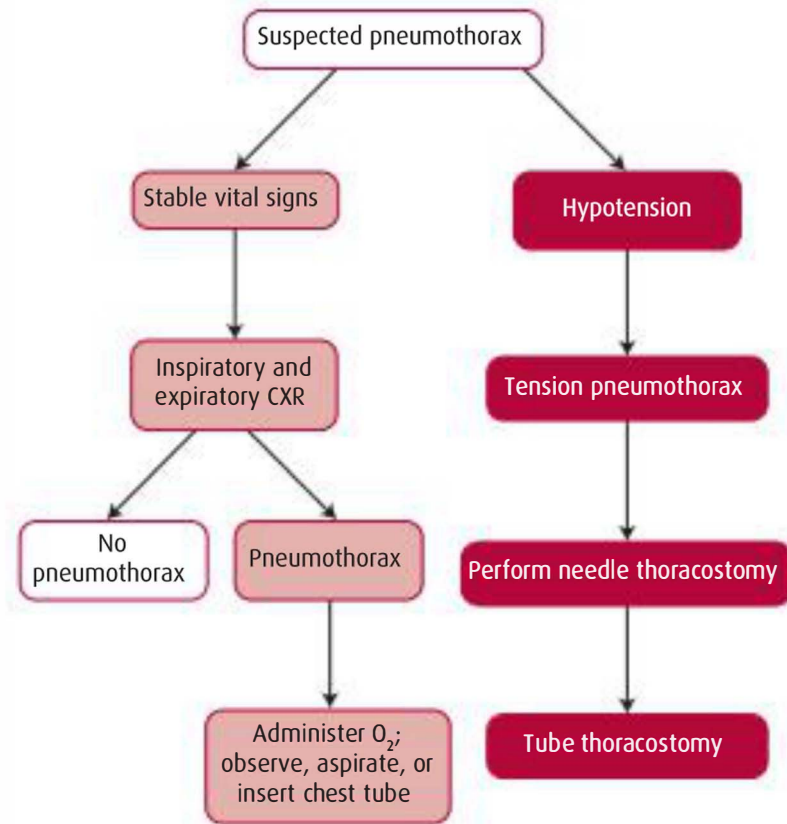 Suspected pneumothorax
Stable vital signs
Hypotension
Inspiratory and
expiratory CXR
Tension pneumothorax
No
pneumothorax
Pneumothorax
Perform needle thoracostomy
Administer O₂;
observe, aspirate, or
insert chest tube
Tube thoracostomy